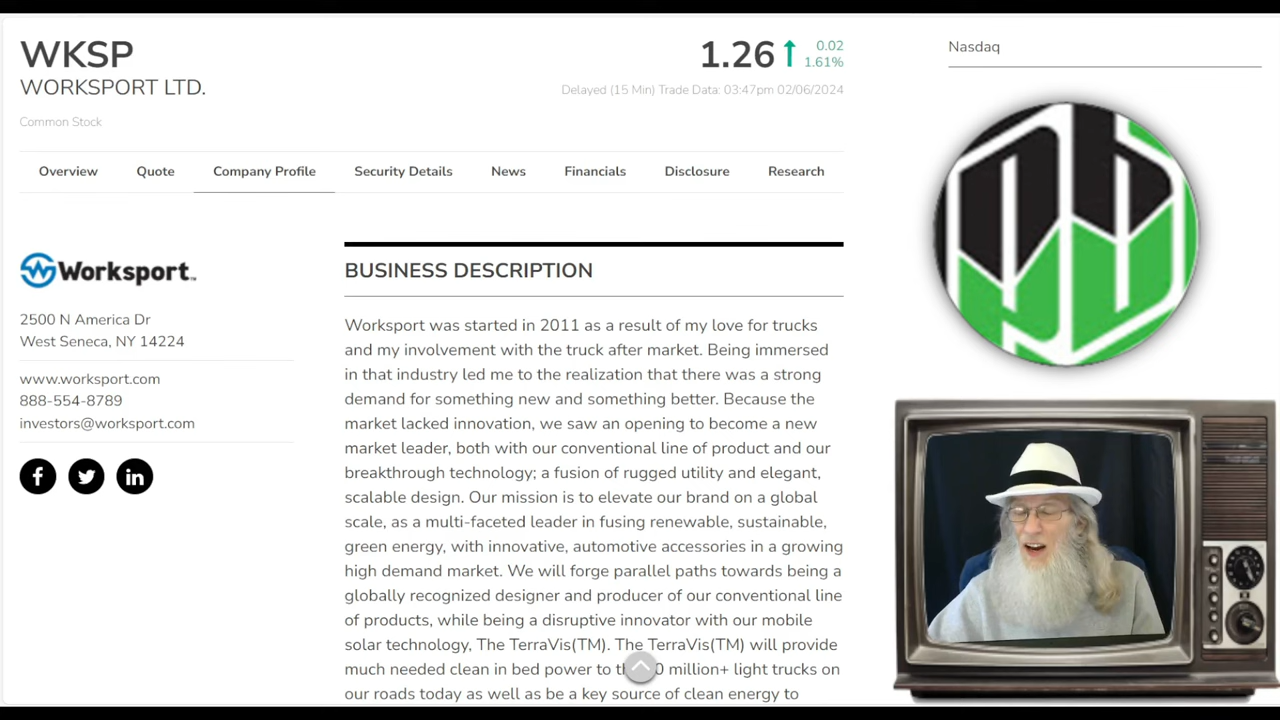 WKSP
WORKSPORT LTD.
Common Stock
1.26
0.02
1.61%
Delayed (15 Min) Trade Data: 03:47pm 02/06/2024
Nasdaq
Overview Quote Company Profile Security Details News Financials Disclosure Research
Worksport
2500 N America Dr
West Seneca, NY 14224
www.worksport.com
888-554-8789
investors@worksport.com
BUSINESS DESCRIPTION
Worksport was started in 2011 as a result of my love for trucks
and my involvement with the truck after market. Being immersed
in that industry led me to the realization that there was a strong
demand for something new and something better. Because the
market lacked innovation, we saw an opening to become a new
market leader, both with our conventional line of product and our
breakthrough technology; a fusion of rugged utility and elegant,
scalable design. Our mission is to elevate our brand on a global
scale, as a multi-faceted leader in fusing renewable, sustainable,
green energy, with innovative, automotive accessories in a growing
high demand market. We will forge parallel paths towards being a
globally recognized designer and producer of our conventional line
of products, while being a disruptive innovator with our mobile
solar technology, The TerraVis(TM). The TerraVis(TM) will provide
much needed clean in bed power to million+ light trucks on
our roads today as well as be a key source of clean energy to